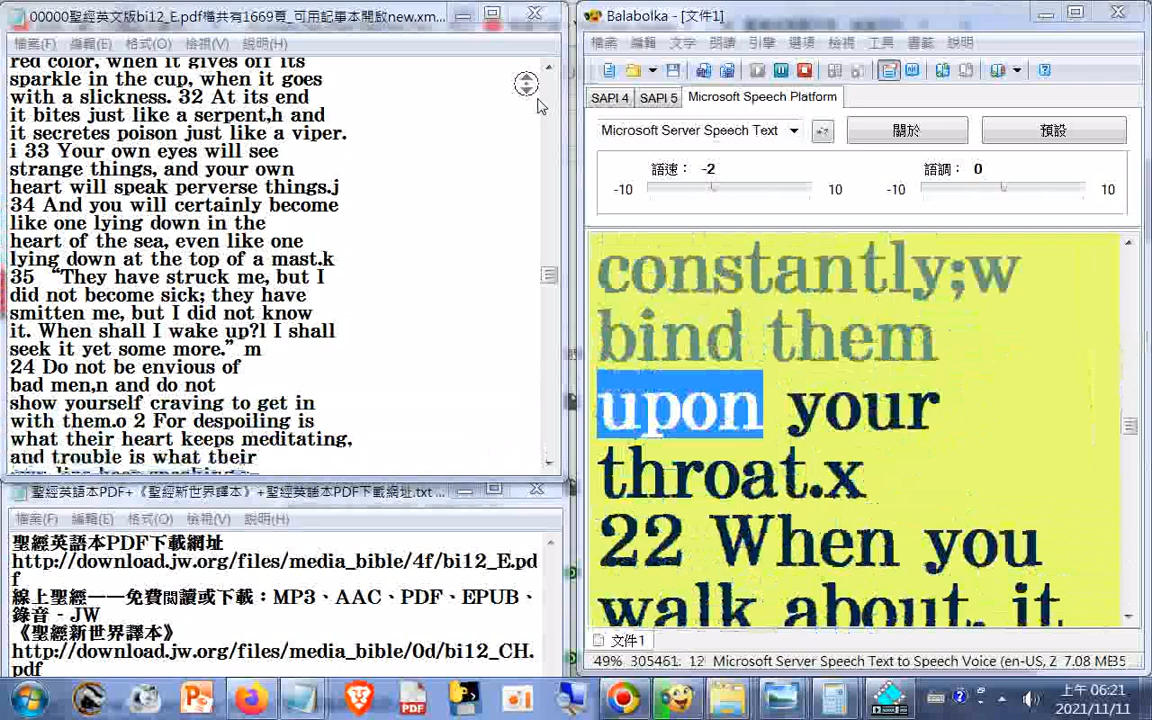 00000聖經英文版bi12_E.pdf檔共有1669頁_可用記事本開啟new.xm...
檔案(F) 編輯(E) 格式(O) 檢視(V) 說明(H)
red color, when it gives off its
sparkle in the cup, when it goes
with a slickness. 32 At its end
it bites just like a serpent,h and
it secretes poison just like a viper.
i 33 Your own eyes will see
strange things, and your own
heart will speak perverse things.j
34 And you will certainly become
like one lying down in the
heart of the sea, even like one
lying down at the top of a mast.k
35 “They have struck me, but I
did not become sick; they have
smitten me, but I did not know
it. When shall I wake up?l I shall
seek it yet some more.” m
24 Do not be envious of
bad men,n and do not
show yourself craving to get in
with them.o 2 For despoiling is
what their heart keeps meditating,
and trouble is what their
聖經英語本PDF+《聖經新世界譯本》+聖經英語本PDF下載網址.txt ...
檔案(F) 編輯(E) 格式(O) 檢視(V) 說明(H)
聖經英語本PDF下載網址
http://download.jw.org/files/media_bible/4f/bi12_E.pd
f
線上聖經——免費閱讀或下載：MP3、AAC、PDF、EPUB、
錄音 - JW
《聖經新世界譯本》
http://download.jw.org/files/media_bible/0d/bi12_CH.
pdf
Balabolka - [文件1]
檔案 編輯 文字 朗讀 引擎 選項 檢視 工具 書籤 說明
SAPI 4 SAPI 5 Microsoft Speech Platform
Microsoft Server Speech Text 關於 預設
語速： -2 語調： 0
-10 10 -10 10
constantly;w
bind them
upon your
throat.x
22 When you
walk about, it
文件1
49% 305461: 12 Microsoft Server Speech Text to Speech Voice (en-US, Z 7.08 MB
上午 06:21
2021/11/11